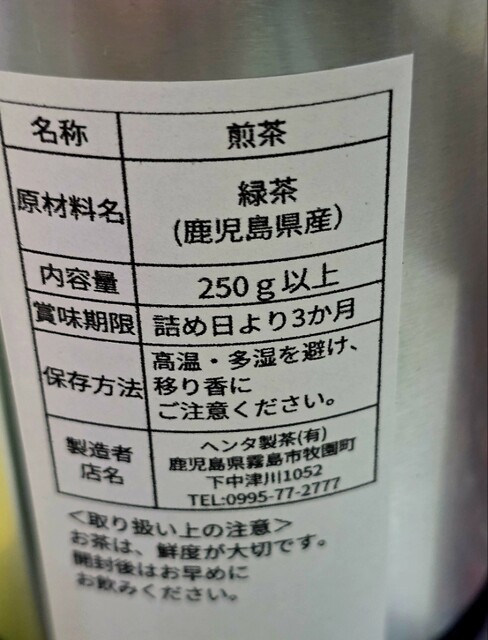 名称 煎茶
原材料名 緑茶
(鹿児島県産)
内容量 250g以上
賞味期限 詰め日より3か月
保存方法 高温・多湿を避け、
移り香に
ご注意ください。
製造者
店名
ヘンタ製茶(有)
鹿児島県霧島市牧園町
下中津川1052
TEL:0995-77-2777
＜取り扱い上の注意＞
お茶は、鮮度が大切です。
開封後はお早めに
お飲みください。